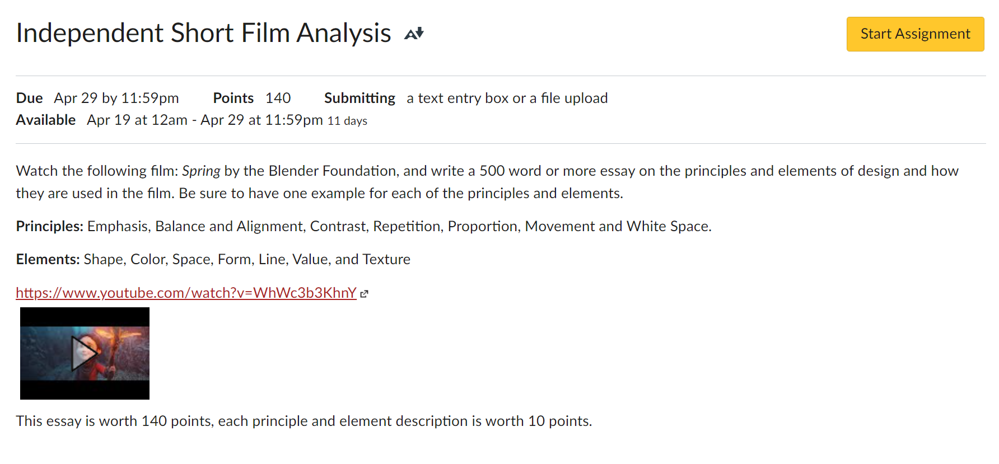 Independent Short Film Analysis
Start Assignment
Due Apr 29 by 11:59pm Points 140 Submitting a text entry box or a file upload
Available Apr 19 at 12am - Apr 29 at 11:59pm 11 days
Watch the following film: Spring by the Blender Foundation, and write a 500 word or more essay on the principles and elements of design and how
they are used in the film. Be sure to have one example for each of the principles and elements.
Principles: Emphasis, Balance and Alignment, Contrast, Repetition, Proportion, Movement and White Space.
Elements: Shape, Color, Space, Form, Line, Value, and Texture
https://www.youtube.com/watch?v=WhWc3b3KhnY
This essay is worth 140 points, each principle and element description is worth 10 points.